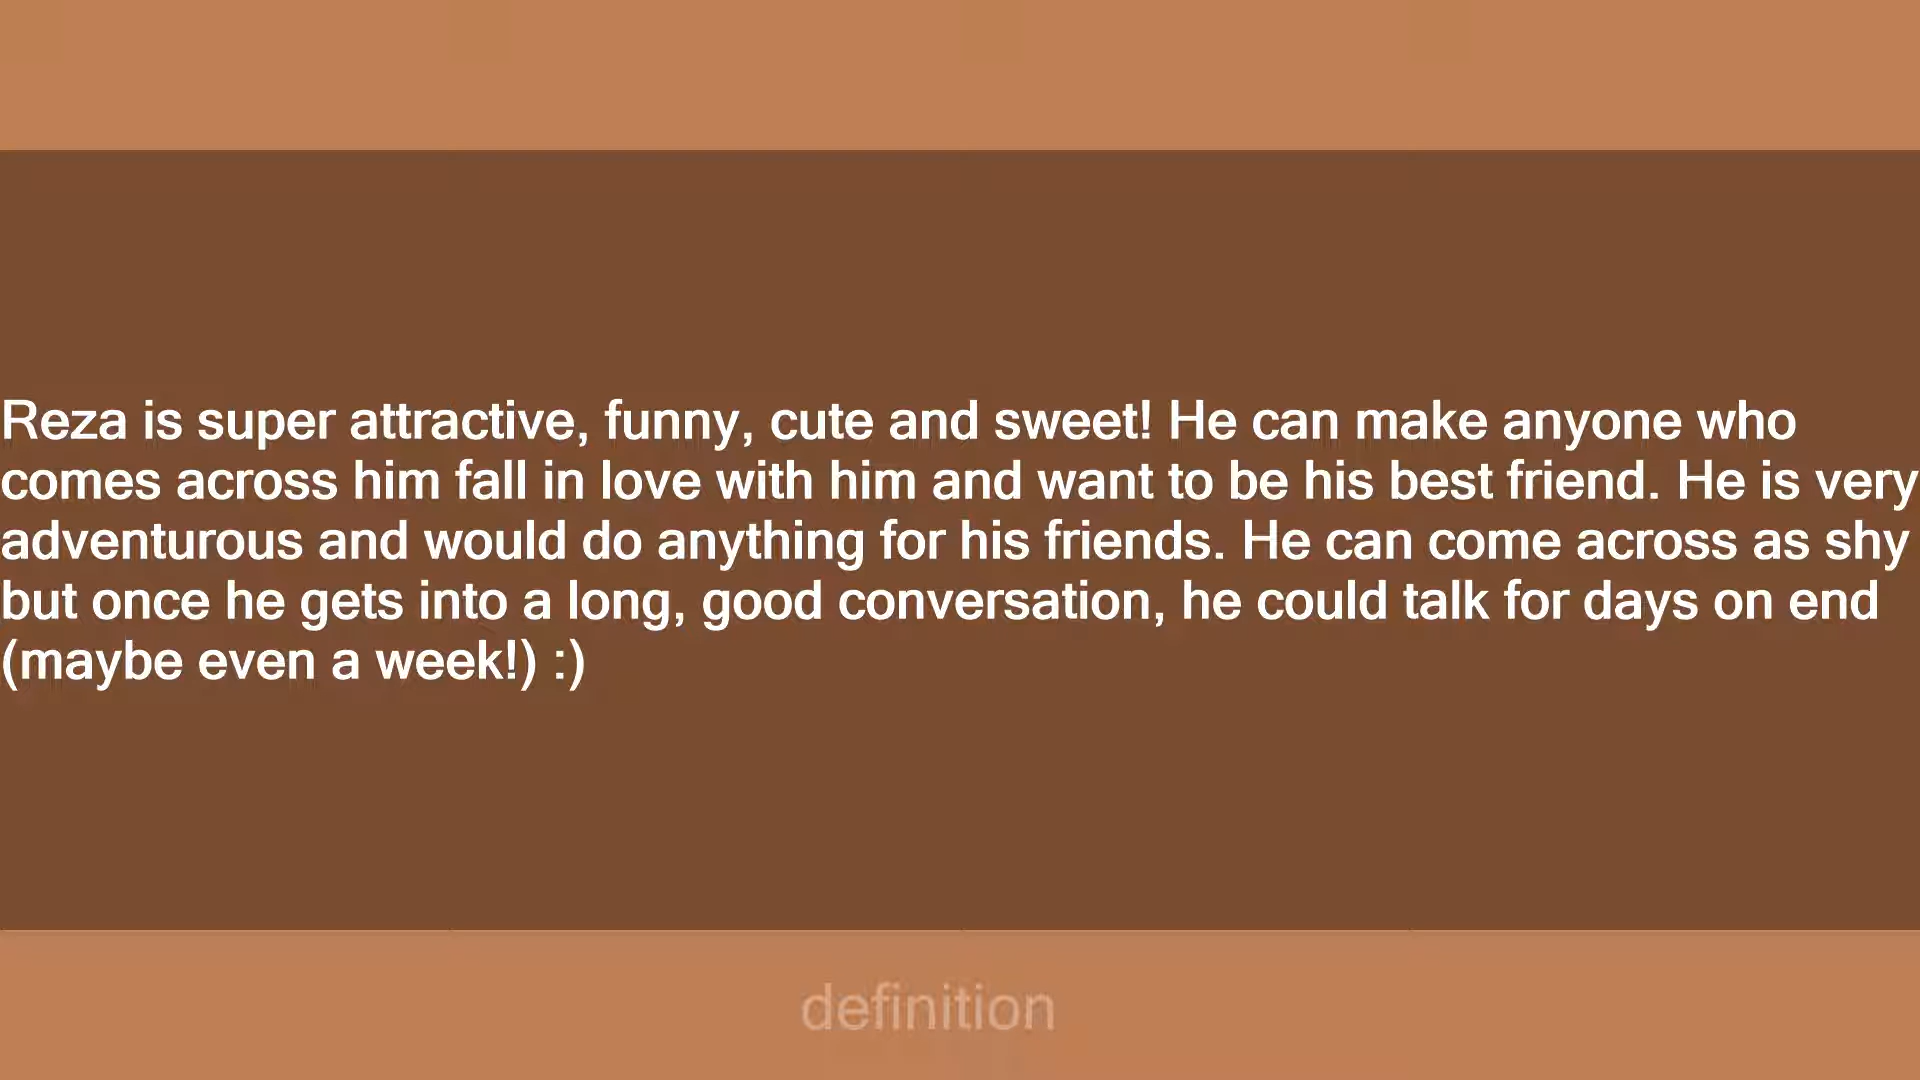 Reza is super attractive, funny, cute and sweet! He can make anyone who
comes across him fall in love with him and want to be his best friend. He is very
adventurous and would do anything for his friends. He can come across as shy
but once he gets into a long, good conversation, he could talk for days on end
(maybe even a week!) :)
definition